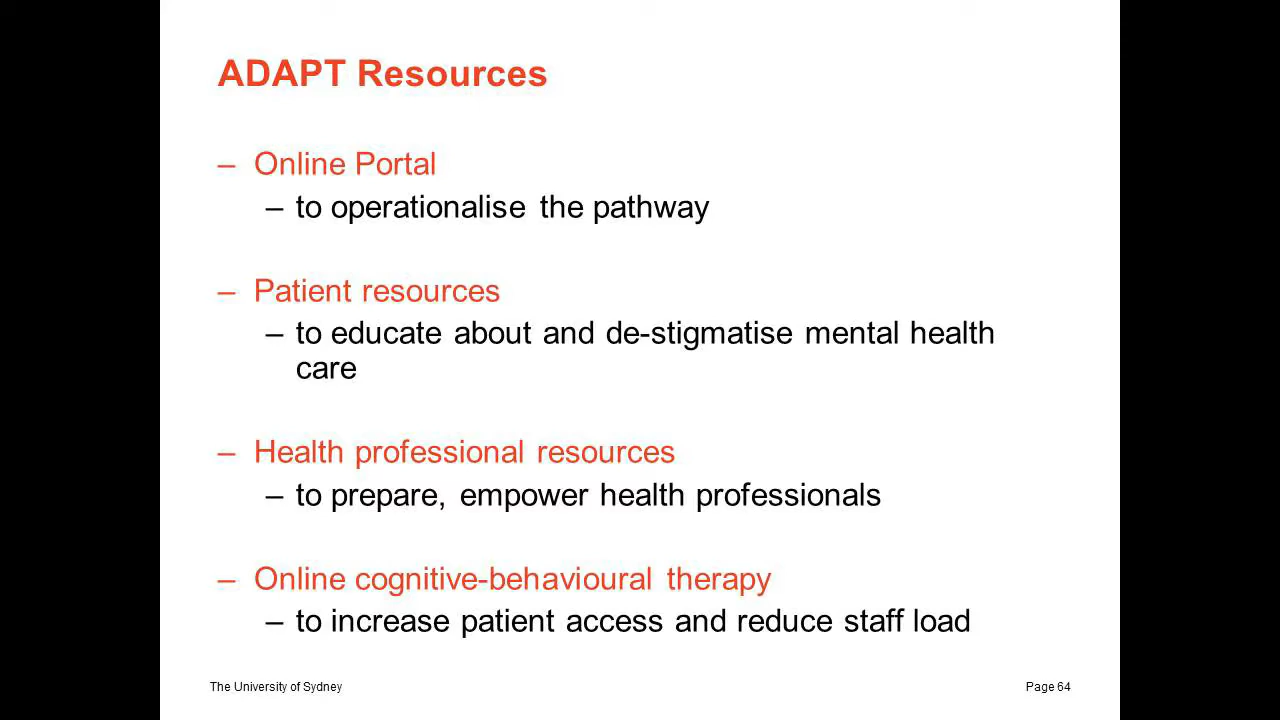 ADAPT Resources
– Online Portal
– to operationalise the pathway
– Patient resources
– to educate about and de-stigmatise mental health
care
– Health professional resources
– to prepare, empower health professionals
– Online cognitive-behavioural therapy
– to increase patient access and reduce staff load
The University of Sydney
Page 64